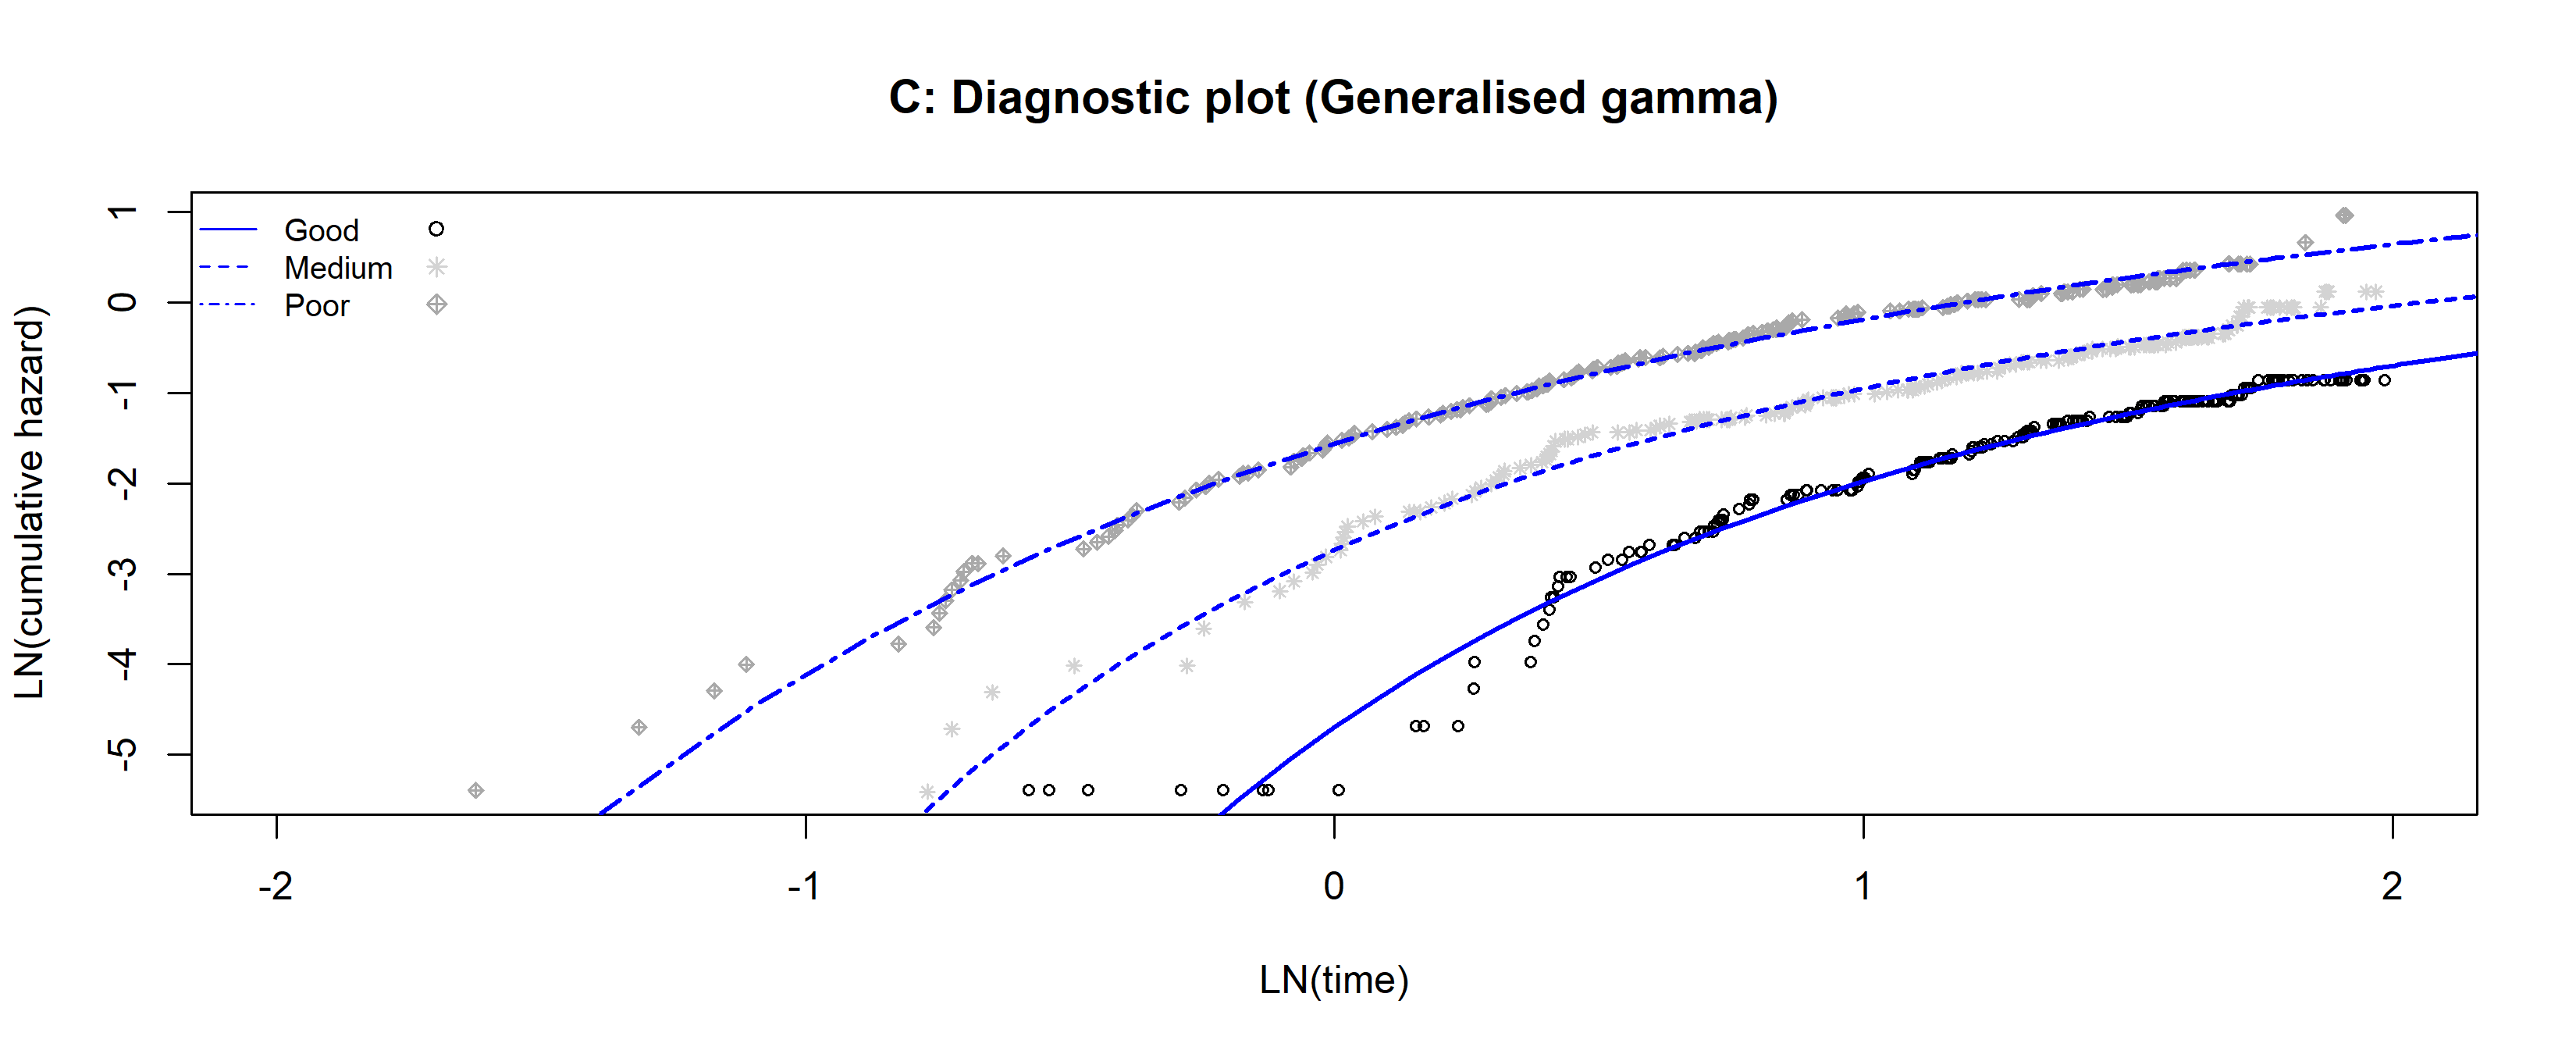 C: Diagnostic plot (Generalised gamma)
LN(cumulative hazard)
1
0
-1
-2
-3
-4
-5
Good
Medium
Poor
-2 -1 0 1 2
LN(time)